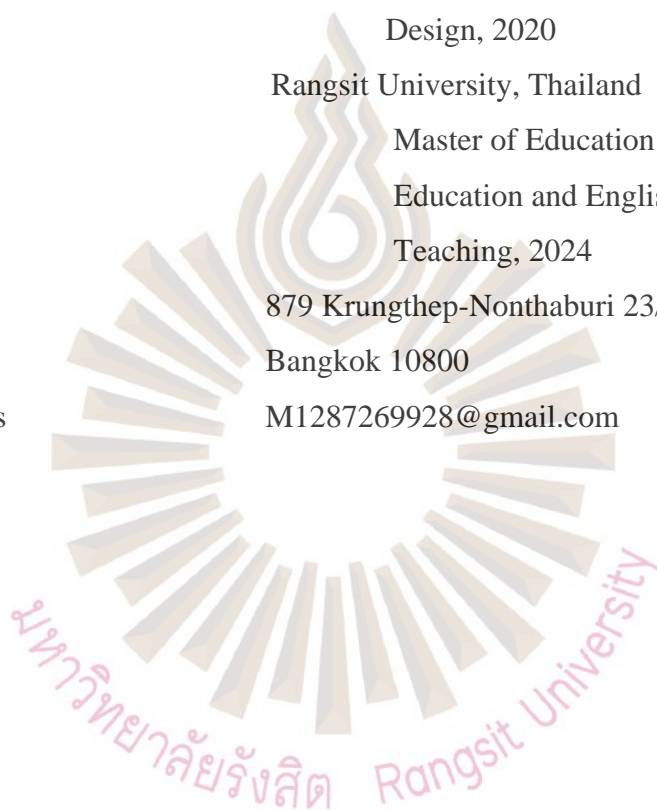 Design, 2020
Rangsit University, Thailand
Master of Education
Education and Englis
Teaching, 2024
879 Krungthep-Nonthaburi 23/
Bangkok 10800
s M1287269928@gmail.com
มหาวิทยาลัยรังสิต Rangsit University